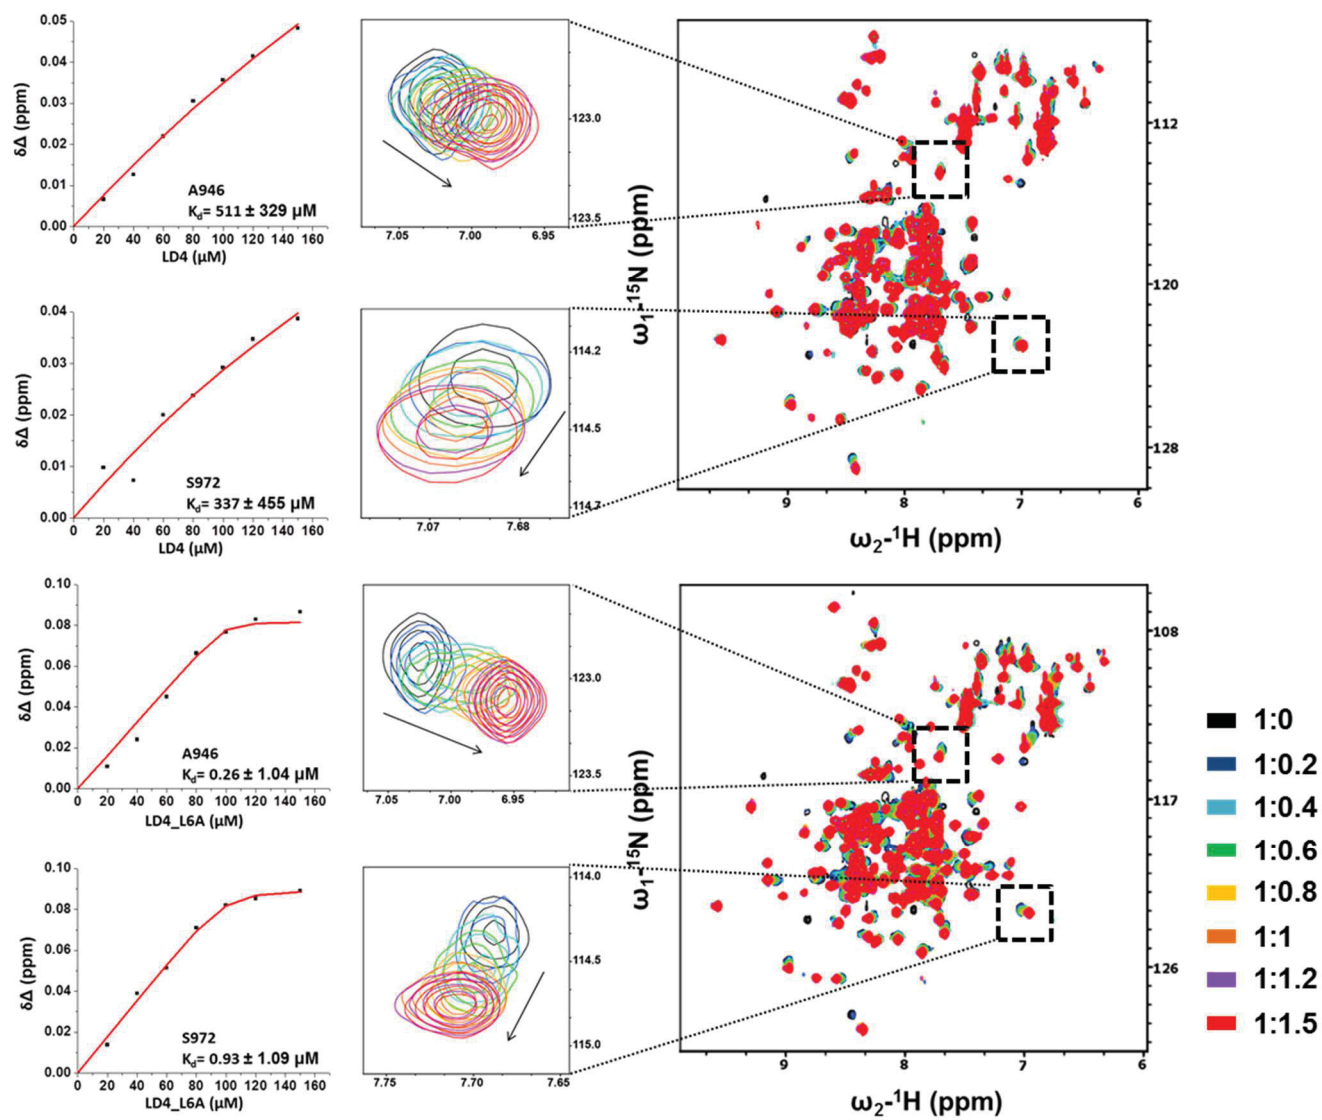 0.05
0.04
0.03
0.02
0.01
0.00
δΔ (ppm)
A946
Kd= 511 ± 329 µM
0 20 40 60 80 100 120 140 160
LD4 (µM)
123.0
123.5
7.05 7.00 6.95
0.04
0.03
0.02
0.01
0.00
δΔ (ppm)
S972
Kd= 337 ± 455 µM
0 20 40 60 80 100 120 140 160
LD4 (µM)
114.2
114.5
114.7
7.07 7.68
ω1-15N (ppm)
112
120
128
9 8 7 6
ω2-1H (ppm)
0.10
0.08
0.06
0.04
0.02
0.00
δΔ (ppm)
A946
Kd= 0.26 ± 1.04 µM
0 20 40 60 80 100 120 140 160
LD4_L6A (µM)
123.0
123.5
7.05 7.00 6.95
0.10
0.08
0.06
0.04
0.02
0.00
δΔ (ppm)
S972
Kd= 0.93 ± 1.09 µM
0 20 40 60 80 100 120 140 160
LD4_L6A (µM)
114.0
114.5
115.0
7.75 7.70 7.65
ω1-15N (ppm)
108
117
126
9 8 7 6
ω2-1H (ppm)
1:0
1:0.2
1:0.4
1:0.6
1:0.8
1:1
1:1.2
1:1.5